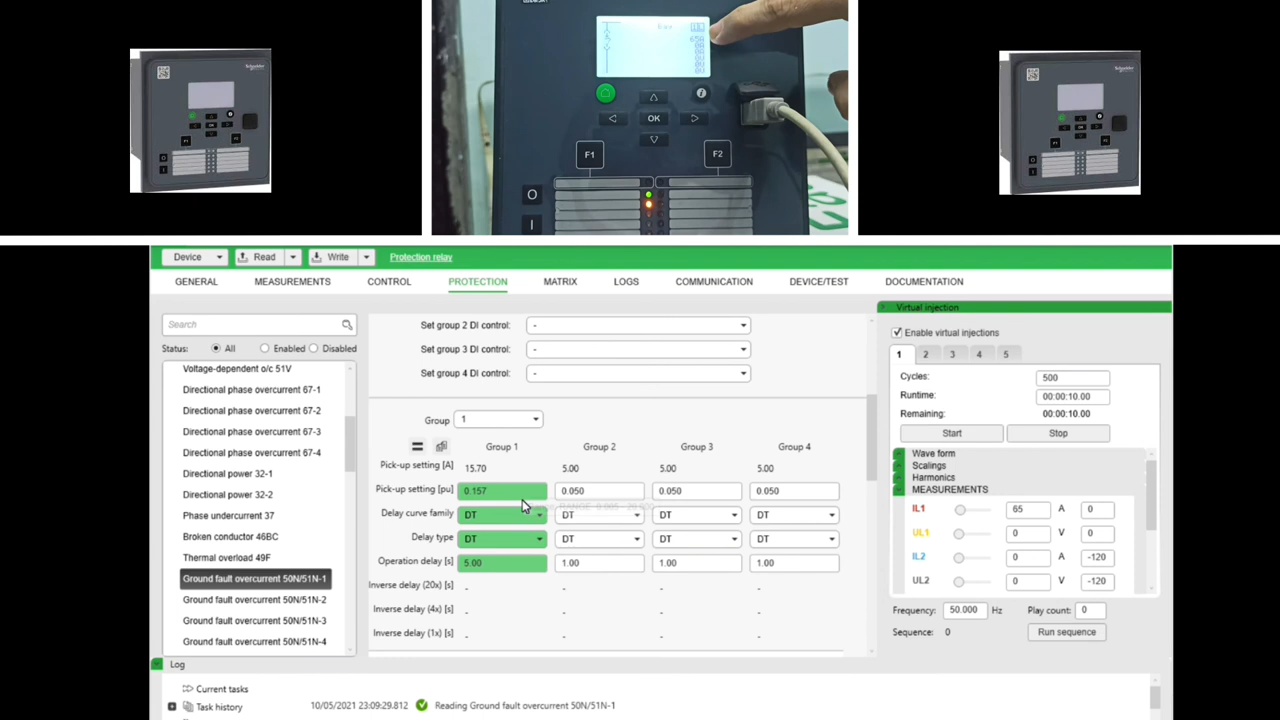 Schneider
F1
F2
O
I
OK
Schneider
Device
Read
Write
Protection relay
GENERAL
MEASUREMENTS
CONTROL
PROTECTION
MATRIX
LOGS
COMMUNICATION
DEVICE/TEST
DOCUMENTATION
Search
Status: All Enabled Disabled
Voltage-dependent o/c 51V
Directional phase overcurrent 67-1
Directional phase overcurrent 67-2
Directional phase overcurrent 67-3
Directional phase overcurrent 67-4
Directional power 32-1
Directional power 32-2
Phase undercurrent 37
Broken conductor 46BC
Thermal overload 49F
Ground fault overcurrent 50N/51N-1
Ground fault overcurrent 50N/51N-2
Ground fault overcurrent 50N/51N-3
Ground fault overcurrent 50N/51N-4
Set group 2 DI control: -
Set group 3 DI control: -
Set group 4 DI control: -
Group 1
Group 1 Group 2 Group 3 Group 4
Pick-up setting [A] 15.70 5.00 5.00 5.00
Pick-up setting [pu] 0.157 0.050 0.050 0.050
Delay curve family DT DT DT DT
Delay type DT DT DT DT
Operation delay [s] 5.00 1.00 1.00 1.00
Inverse delay (20x) [s] - - - -
Inverse delay (4x) [s] - - - -
Inverse delay (1x) [s] - - - -
Virtual injection
Enable virtual injections
1 2 3 4 5
Cycles: 500
Runtime: 00:00:10.00
Remaining: 00:00:10.00
Start Stop
Wave form
Scalings
Harmonics
MEASUREMENTS
IL1 65 A 0
UL1 0 V 0
IL2 0 A -120
UL2 0 V -120
Frequency: 50.000 Hz Play count: 0
Sequence: 0 Run sequence
Log
Current tasks
Task history
10/05/2021 23:09:29.812 Reading Ground fault overcurrent 50N/51N-1